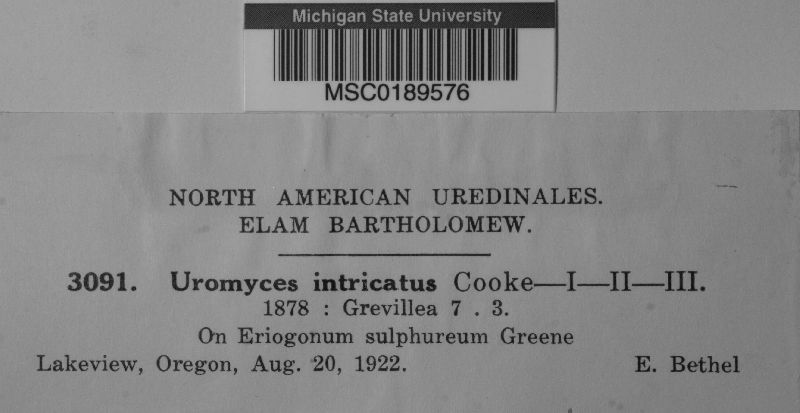 Michigan State University
MSC0189576
NORTH AMERICAN UREDINALES.
ELAM BARTHOLOMEW.
3091. Uromyces intricatus Cooke—I—II—III.
1878 : Grevillea 7 . 3.
On Eriogonum sulphureum Greene
Lakeview, Oregon, Aug. 20, 1922. E. Bethel